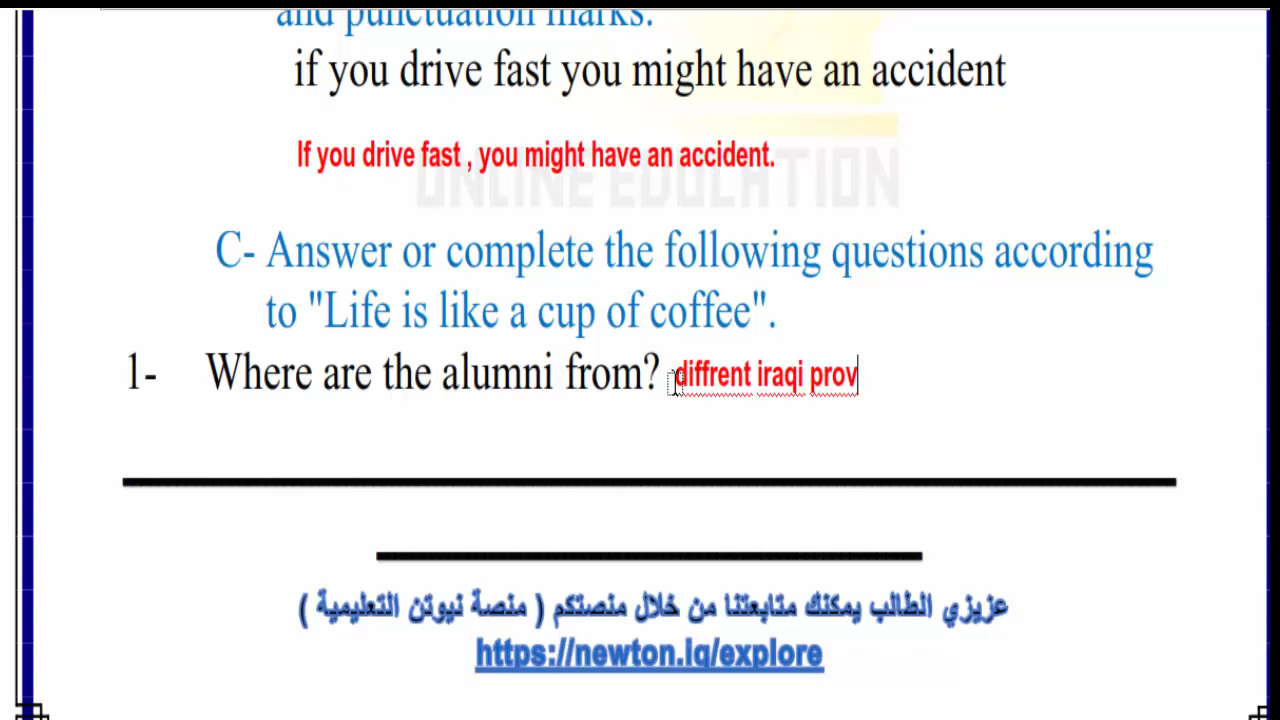 and punctuation marks.
if you drive fast you might have an accident
If you drive fast , you might have an accident.
ONLINE EDUCATION
C- Answer or complete the following questions according
to "Life is like a cup of coffee".
1- Where are the alumni from? diffrent iraqi prov
عزيزي الطالب يمكنك متابعتنا من خلال منصتكم ( منصة نيوتن التعليمية )
https://newton.iq/explore